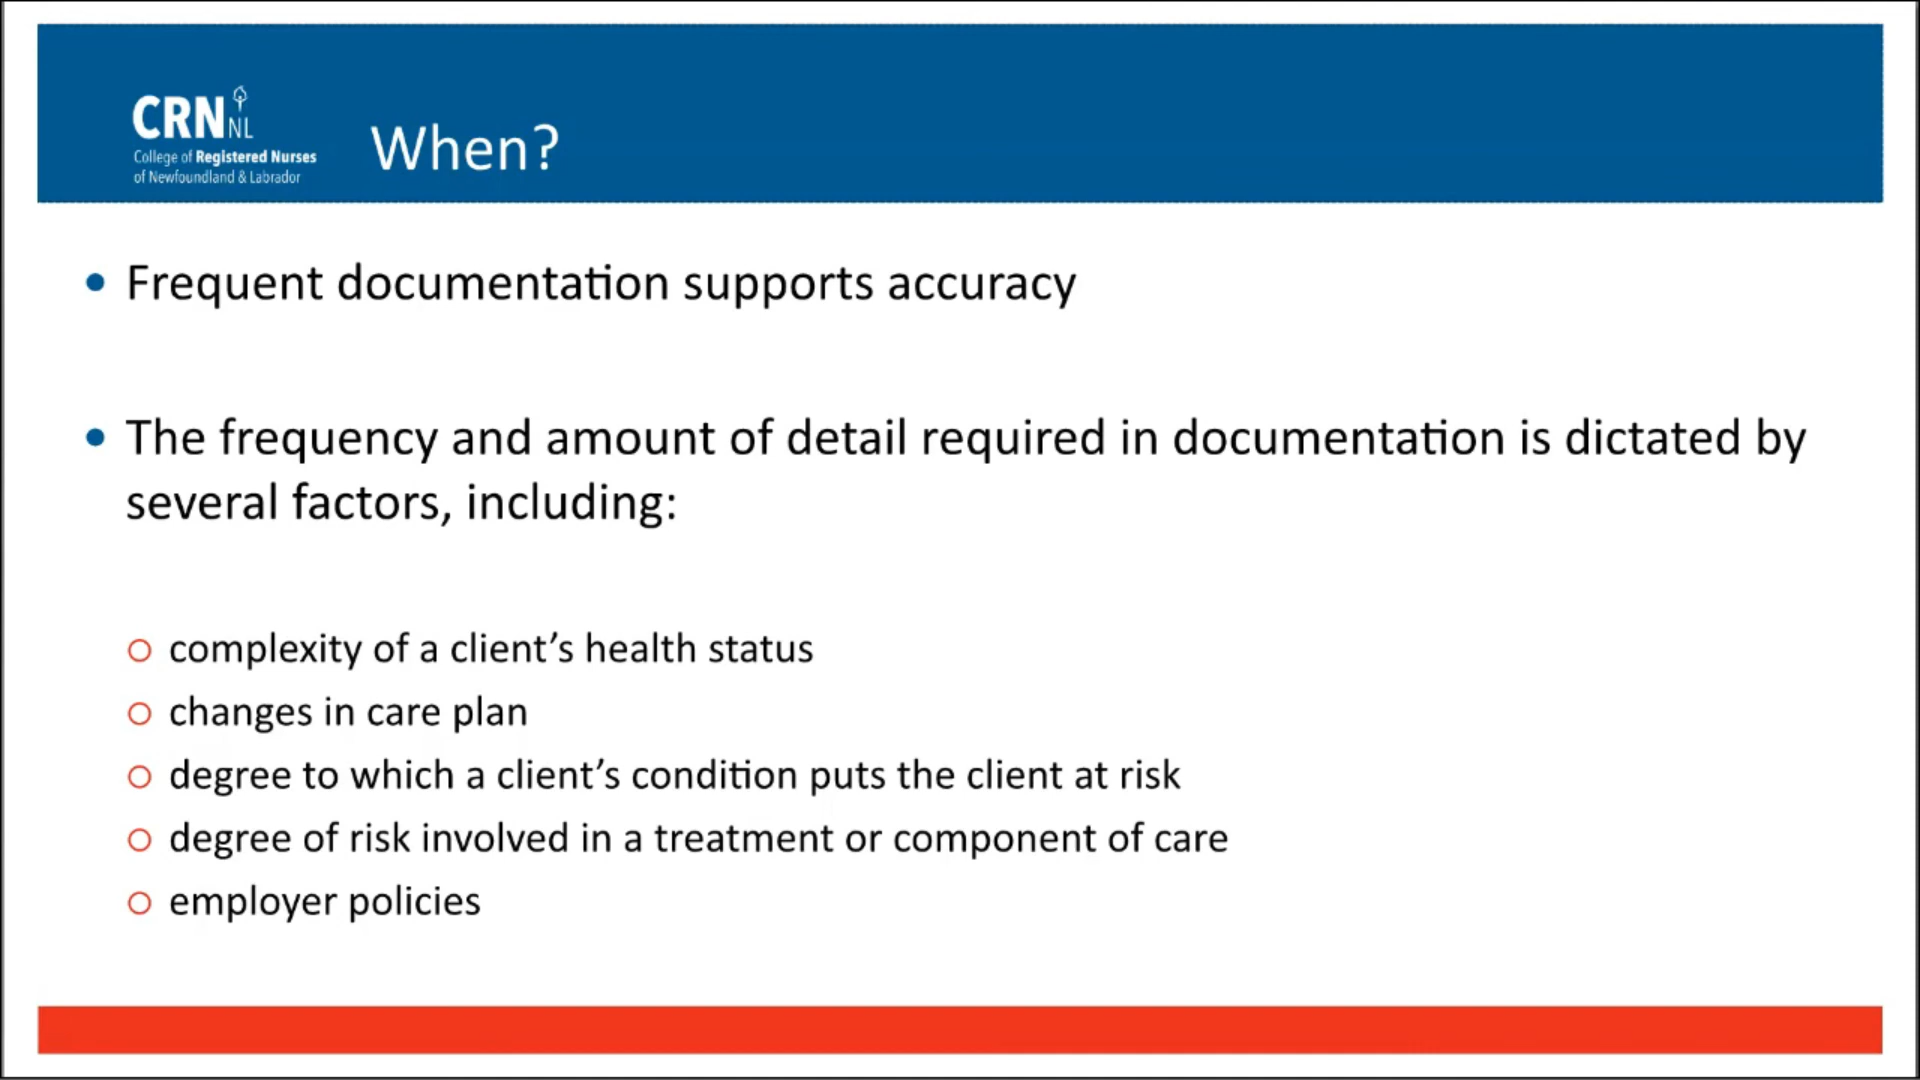 CRN NL
College of Registered Nurses
of Newfoundland & Labrador
When?
• Frequent documentation supports accuracy
• The frequency and amount of detail required in documentation is dictated by
several factors, including:
○ complexity of a client’s health status
○ changes in care plan
○ degree to which a client’s condition puts the client at risk
○ degree of risk involved in a treatment or component of care
○ employer policies